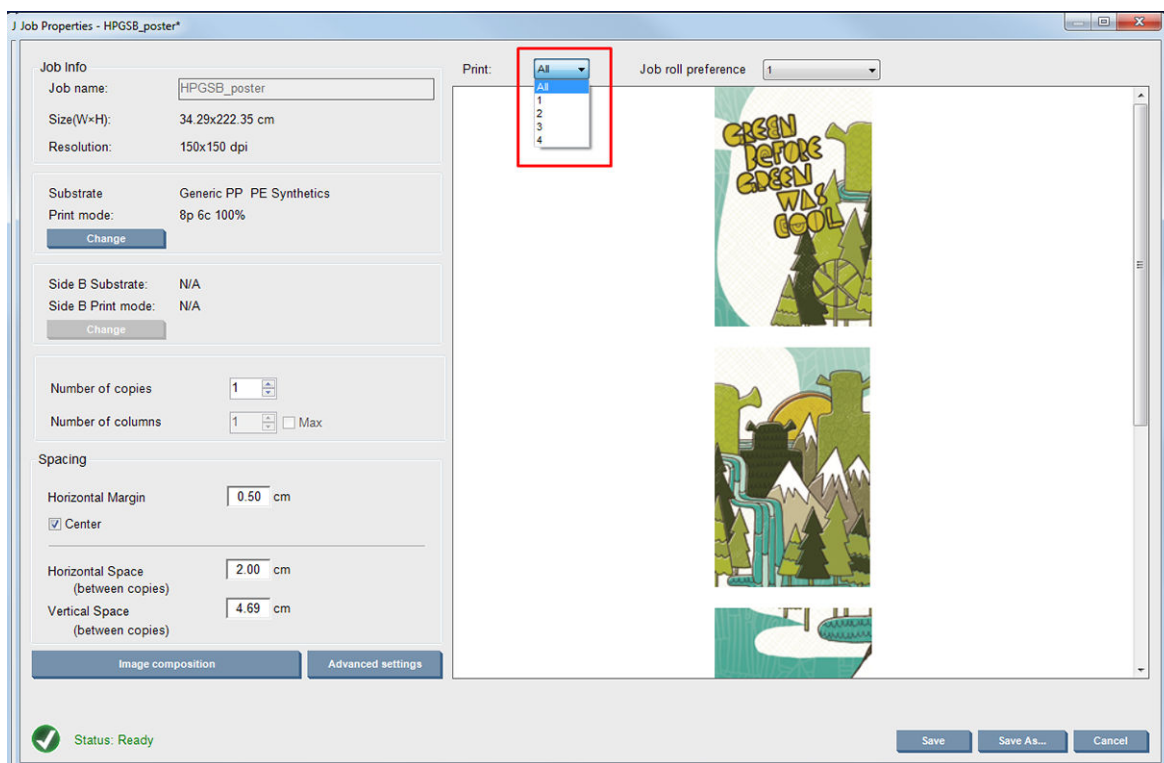 J Job Properties - HPGSB_poster*
Job Info
Job name: HPGSB_poster
Size(W×H): 34.29x222.35 cm
Resolution: 150x150 dpi
Substrate Generic PP PE Synthetics
Print mode: 8p 6c 100%
Change
Side B Substrate: N/A
Side B Print mode: N/A
Change
Number of copies 1
Number of columns 1 Max
Spacing
Horizontal Margin 0.50 cm
Center
Horizontal Space 2.00 cm
(between copies)
Vertical Space 4.69 cm
(between copies)
Image composition Advanced settings
Print: All Job roll preference 1
All
1
2
3
4
GREEN
BEFORE
GREEN
WAS
COOL
Status: Ready
Save Save As... Cancel